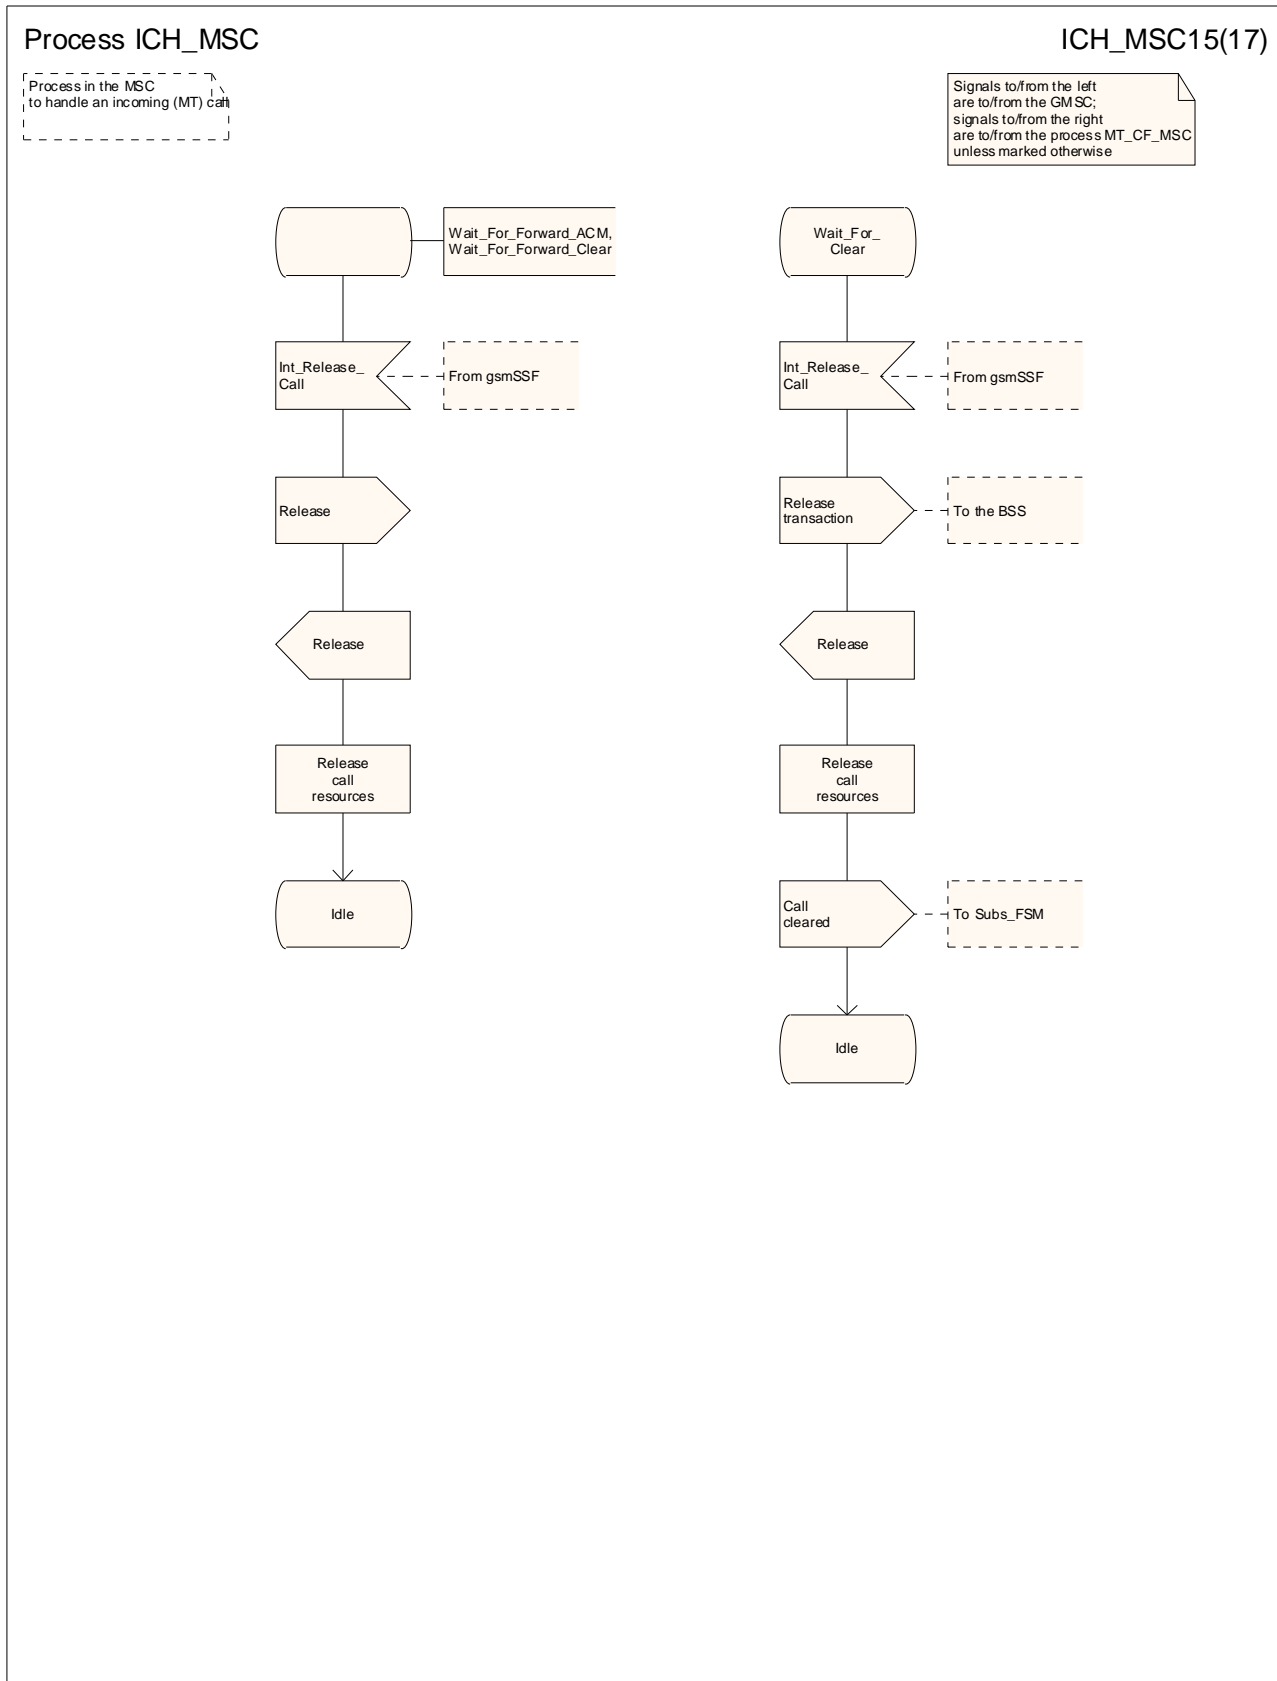 Process ICH_MSC
ICH_MSC15(17)
Process in the MSC
to handle an incoming (MT) call
Signals to/from the left
are to/from the GMSC;
signals to/from the right
are to/from the process MT_CF_MSC
unless marked otherwise
Wait_For_Forward_ACM,
Wait_For_Forward_Clear
Int_Release_
Call
From gsmSSF
Release
Release
Release
call
resources
Idle
Wait_For_
Clear
Int_Release_
Call
From gsmSSF
Release
transaction
To the BSS
Release
Release
call
resources
Call
cleared
To Subs_FSM
Idle